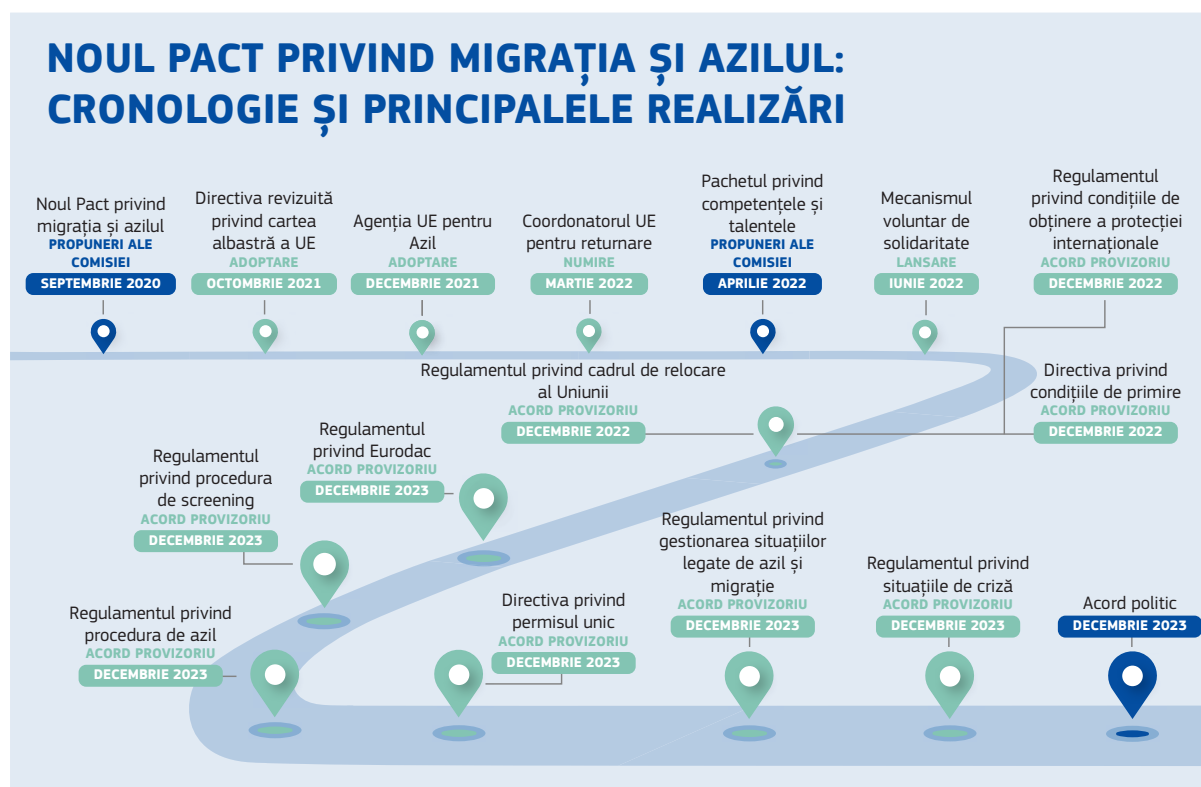 NOUL PACT PRIVIND MIGRAȚIA ȘI AZILUL:
CRONOLOGIE ȘI PRINCIPALELE REALIZĂRI
Noul Pact privind
migrația și azilul
PROPUNERI ALE
COMISIEI
SEPTEMBRIE 2020
Directiva revizuită
privind cartea
albastră a UE
ADOPTARE
OCTOMBRIE 2021
Agenția UE pentru
Azil
ADOPTARE
DECEMBRIE 2021
Coordonatorul UE
pentru returnare
NUMIRE
MARTIE 2022
Pachetul privind
competențele și
talentele
PROPUNERI ALE
COMISIEI
APRILIE 2022
Mecanismul
voluntar de
solidaritate
LANSARE
IUNIE 2022
Regulamentul
privind condițiile de
obținere a protecției
internaționale
ACORD PROVIZORIU
DECEMBRIE 2022
Regulamentul privind cadrul de relocare
al Uniunii
ACORD PROVIZORIU
DECEMBRIE 2022
Directiva privind
condițiile de primire
ACORD PROVIZORIU
DECEMBRIE 2022
Regulamentul
privind Eurodac
ACORD PROVIZORIU
DECEMBRIE 2023
Regulamentul
privind procedura
de screening
ACORD PROVIZORIU
DECEMBRIE 2023
Regulamentul privind
procedura de azil
ACORD PROVIZORIU
DECEMBRIE 2023
Directiva privind
permisul unic
ACORD PROVIZORIU
DECEMBRIE 2023
Regulamentul privind
gestionarea situațiilor
legate de azil și
migrație
ACORD PROVIZORIU
DECEMBRIE 2023
Regulamentul privind
situațiile de criză
ACORD PROVIZORIU
DECEMBRIE 2023
Acord politic
DECEMBRIE 2023